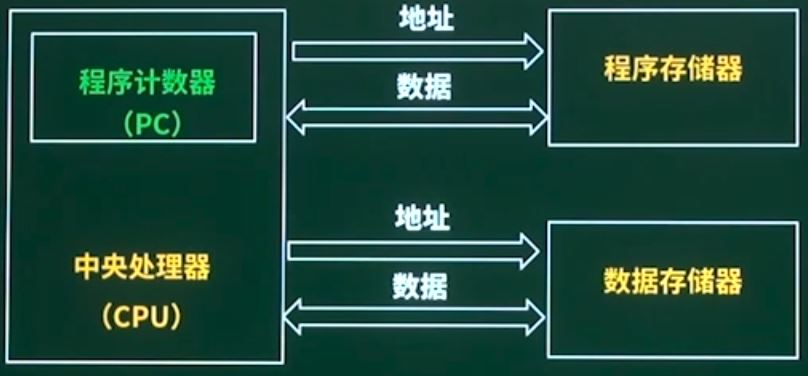 地址
程序计数器
（PC）
数据
程序存储器
中央处理器
（CPU）
地址
数据
数据存储器